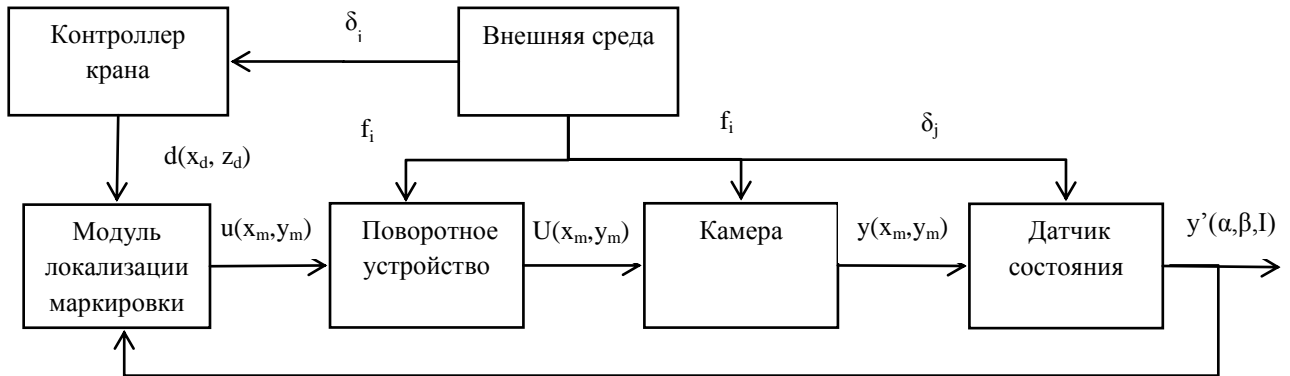 Контроллер
крана
δi
Внешняя среда
fi
fi
δj
d(xd, zd)
Модуль
локализации
маркировки
u(xm,ym)
Поворотное
устройство
U(xm,ym)
Камера
y(xm,ym)
Датчик
состояния
y’(α,β,I)